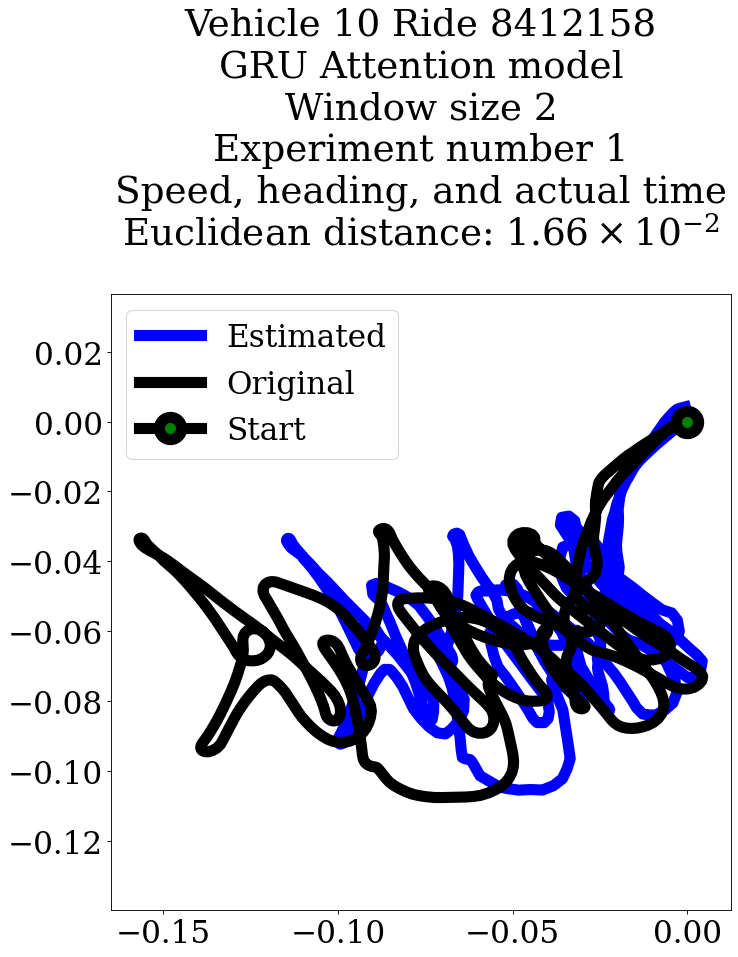 Vehicle 10 Ride 8412158
GRU Attention model
Window size 2
Experiment number 1
Speed, heading, and actual time
Euclidean distance: 1.66 × 10⁻²
Estimated
Original
Start
0.02
0.00
−0.02
−0.04
−0.06
−0.08
−0.10
−0.12
−0.15
−0.10
−0.05
0.00